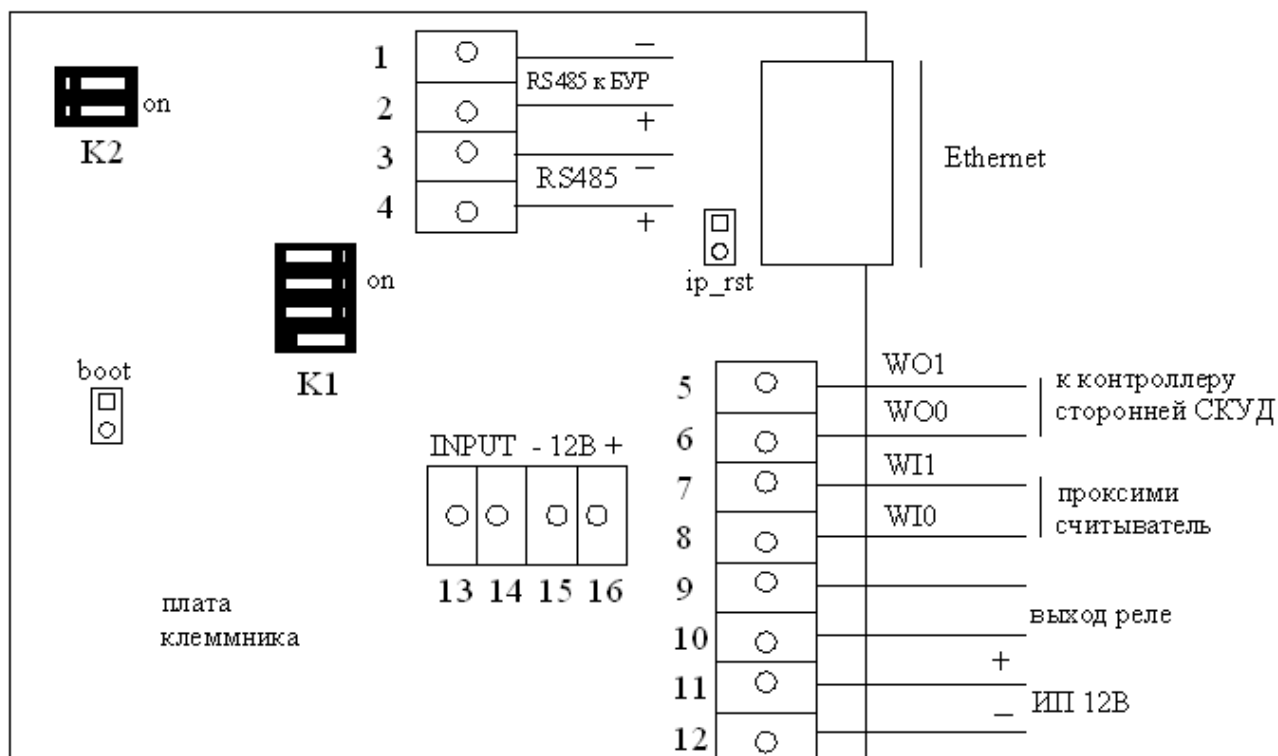 1
RS485 к БУР
−
2
on
+
K2
3
−
Ethernet
RS485
4
+
ip_rst
on
boot
K1
5
WO1
к контроллеру
сторонней СКУД
6
WO0
INPUT - 12В +
7
WI1
проксими
считыватель
8
WI0
13 14 15 16
9
плата
клеммника
выход реле
10
+
11
ИП 12В
−
12